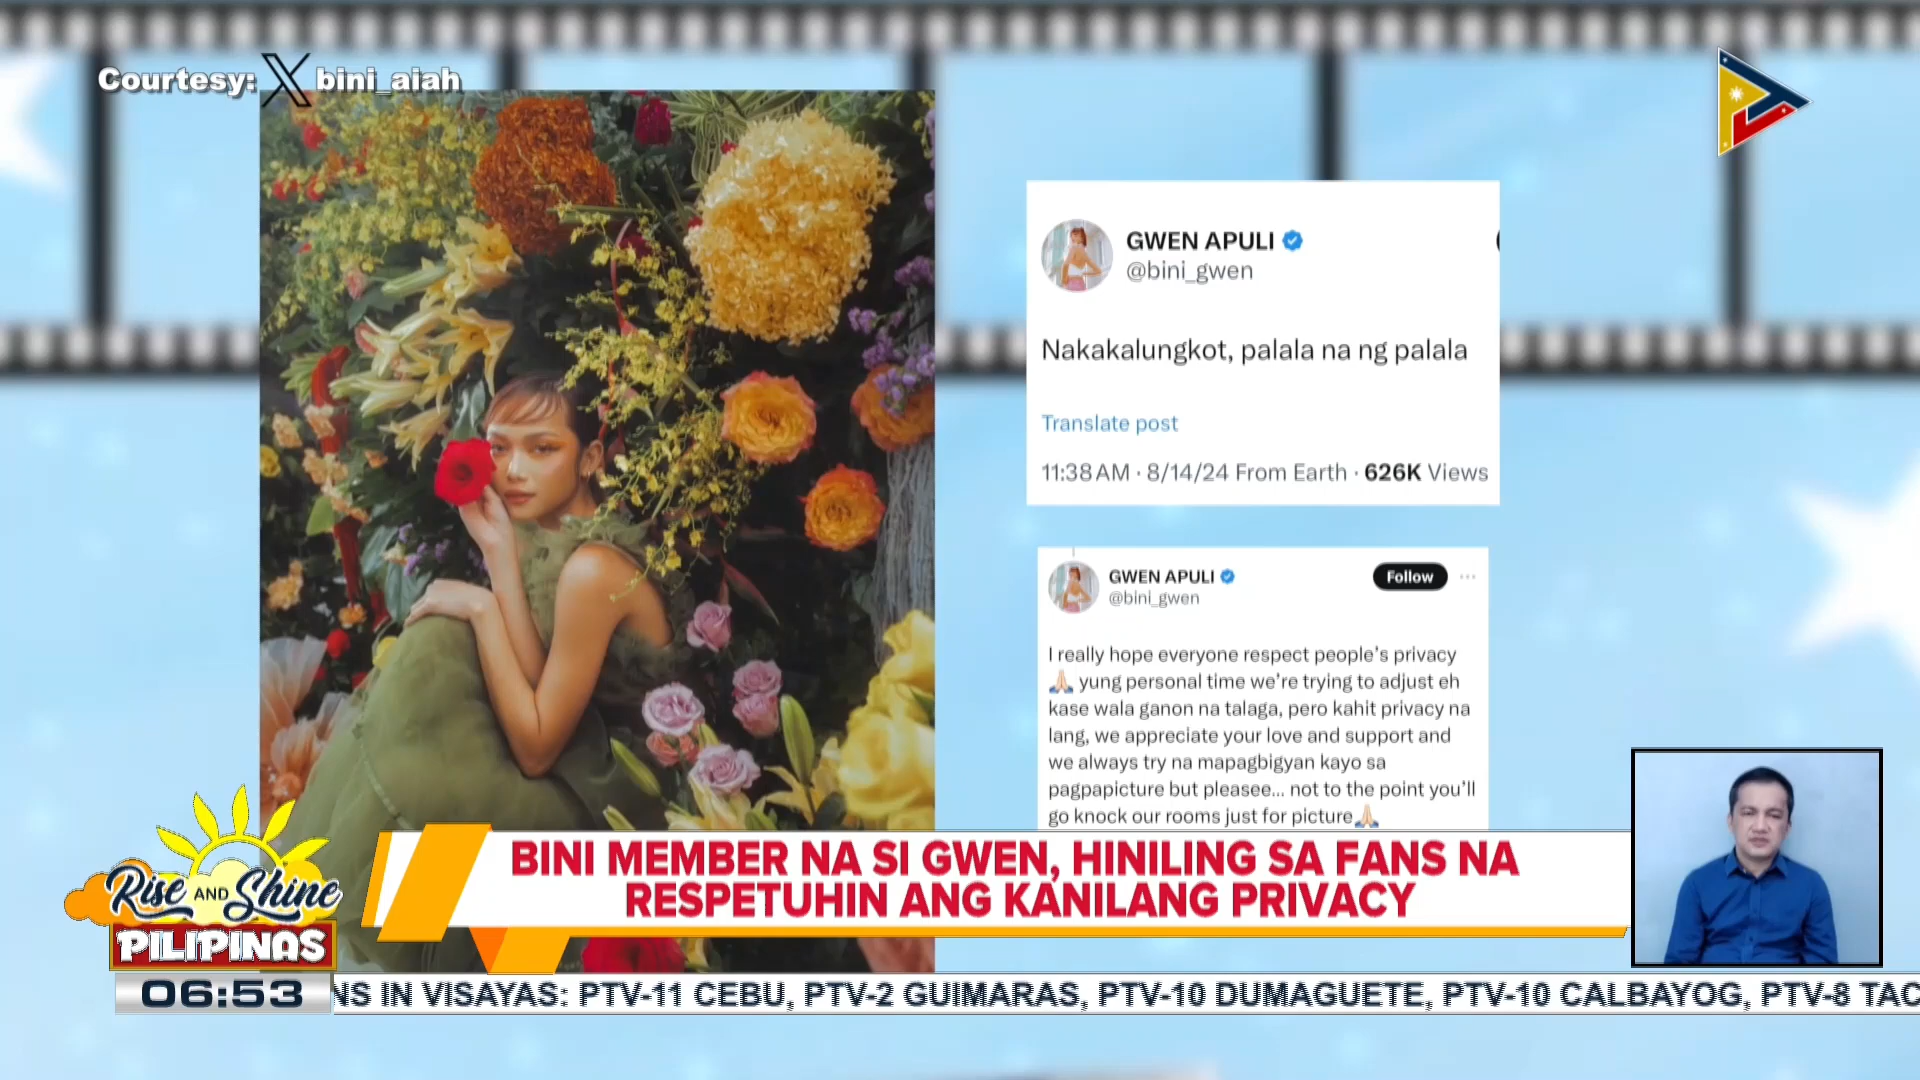 Courtesy: X bini_aiah
GWEN APULI
@bini_gwen
Nakakalungkot, palala na ng palala
Translate post
11:38 AM · 8/14/24 From Earth · 626K Views
GWEN APULI
@bini_gwen
Follow
I really hope everyone respect people's privacy
🙏🏻 yung personal time we're trying to adjust eh
kase wala ganon na talaga, pero kahit privacy na
lang, we appreciate your love and support and
we always try na mapagbigyan kayo sa
pagpapicture but pleasee... not to the point you'll
go knock our rooms just for picture🙏🏻
BINI MEMBER NA SI GWEN, HINILING SA FANS NA
RESPETUHIN ANG KANILANG PRIVACY
Rise AND Shine
PILIPINAS
06:53
NS IN VISAYAS: PTV-11 CEBU, PTV-2 GUIMARAS, PTV-10 DUMAGUETE, PTV-10 CALBAYOG, PTV-8 TAC